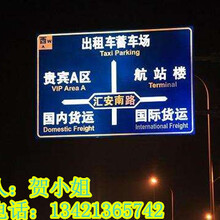 西
W
出租车蓄车场
Taxi Parking
贵宾A区
VIP Area A
航站楼
Terminal
汇安南路
国内货运
Domestic Freight
国际货运
International Freight
人：贺小姐
电话：13421365742